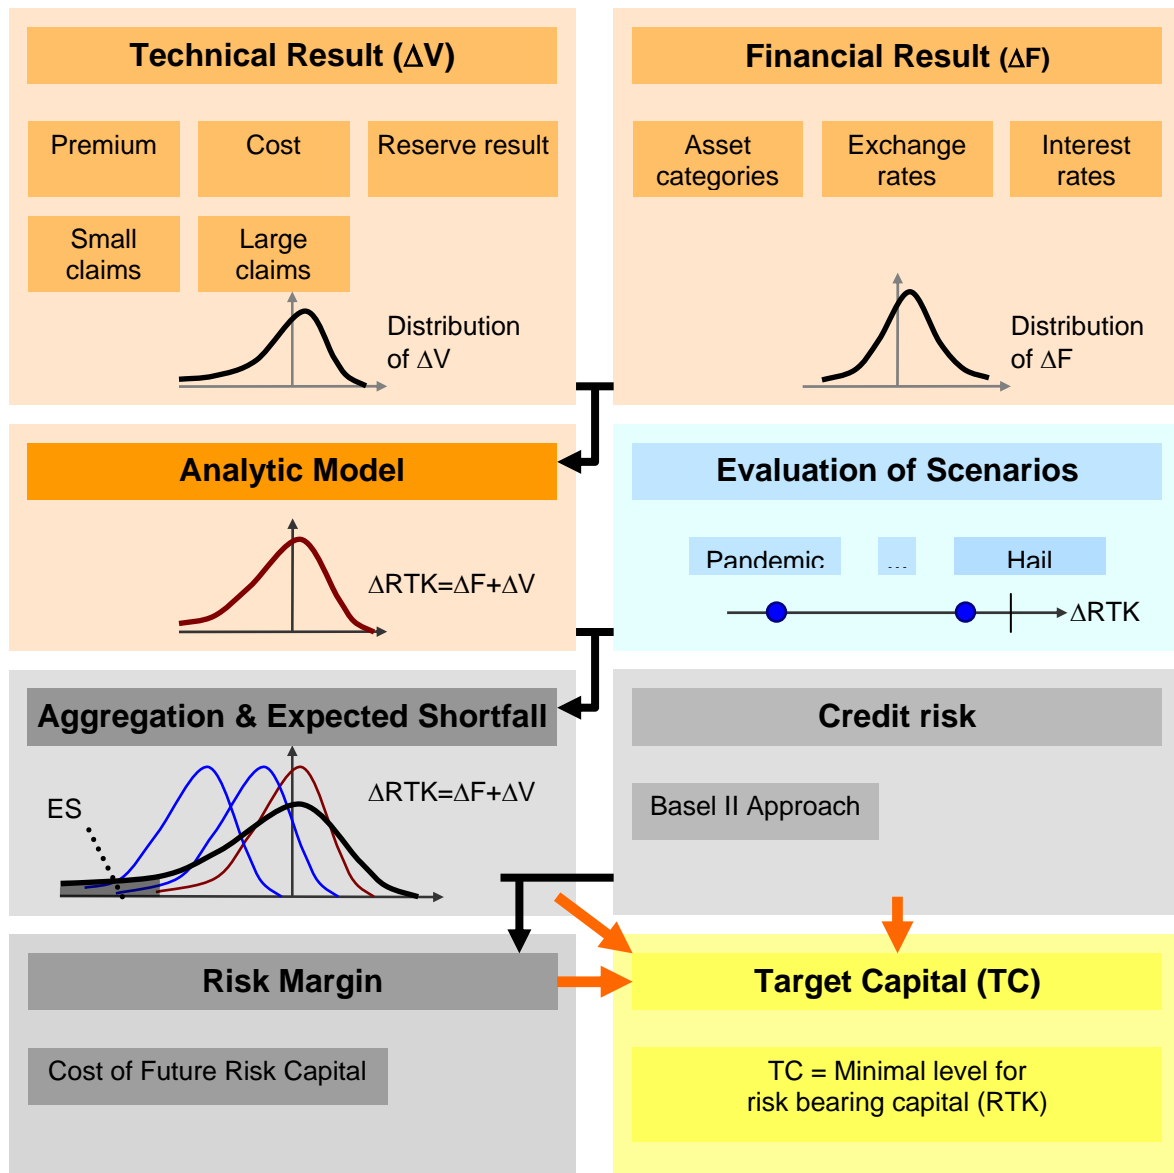 Technical Result (ΔV)
Premium
Cost
Reserve result
Small
claims
Large
claims
Distribution
of ΔV
Financial Result (ΔF)
Asset
categories
Exchange
rates
Interest
rates
Distribution
of ΔF
Analytic Model
ΔRTK=ΔF+ΔV
Evaluation of Scenarios
Pandemic
...
Hail
ΔRTK
Aggregation & Expected Shortfall
ΔRTK=ΔF+ΔV
ES
Credit risk
Basel II Approach
Risk Margin
Cost of Future Risk Capital
Target Capital (TC)
TC = Minimal level for
risk bearing capital (RTK)